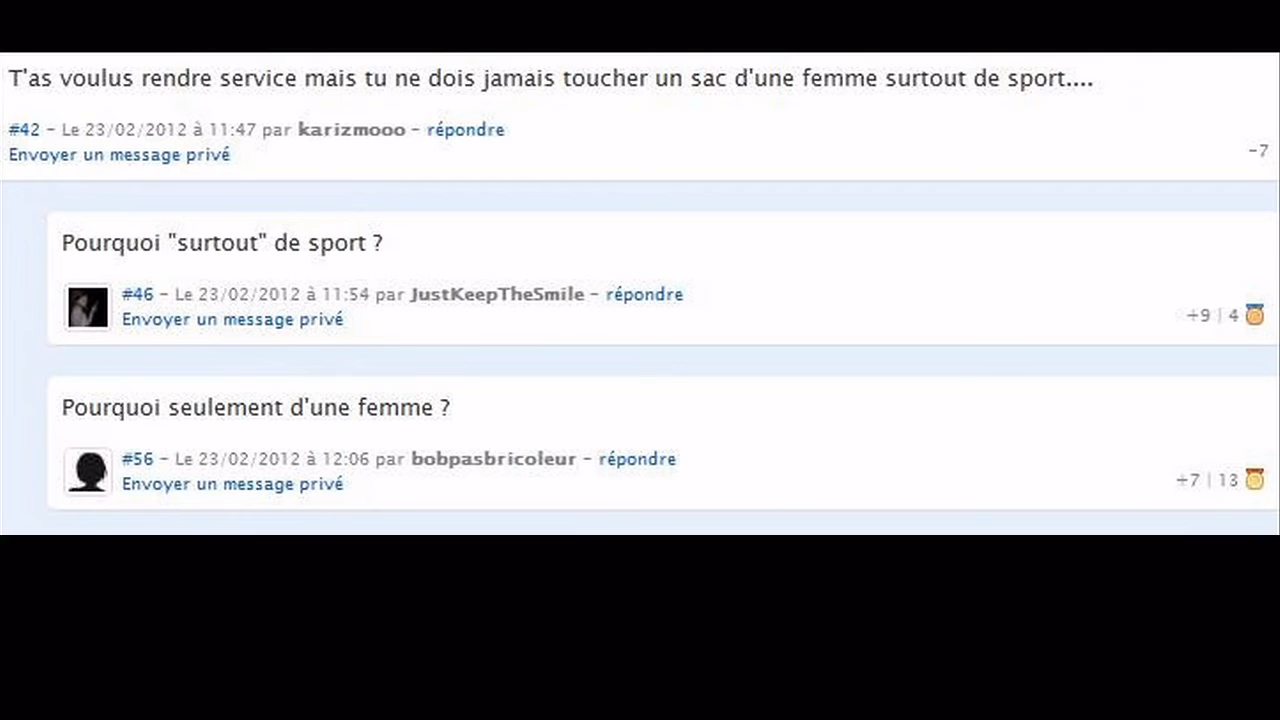 T'as voulus rendre service mais tu ne dois jamais toucher un sac d'une femme surtout de sport....
#42 - Le 23/02/2012 à 11:47 par karizmooo - répondre
Envoyer un message privé
-7
Pourquoi "surtout" de sport ?
#46 - Le 23/02/2012 à 11:54 par JustKeepTheSmile - répondre
Envoyer un message privé
+9 | 4
Pourquoi seulement d'une femme ?
#56 - Le 23/02/2012 à 12:06 par bobpasbricoleur - répondre
Envoyer un message privé
+7 | 13